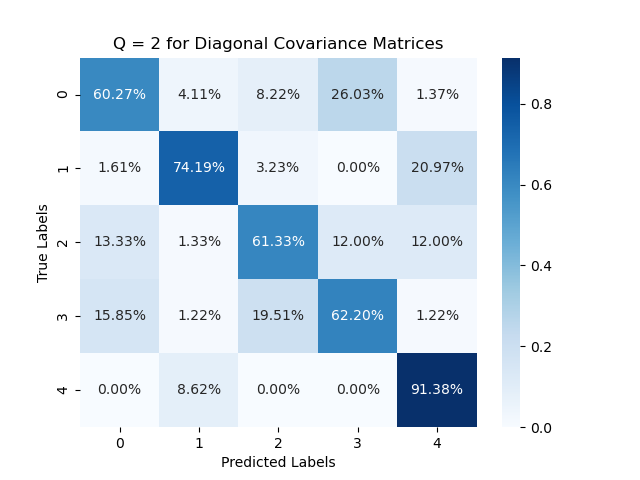 Q = 2 for Diagonal Covariance Matrices
True Labels
0 60.27% 4.11% 8.22% 26.03% 1.37%
1 1.61% 74.19% 3.23% 0.00% 20.97%
2 13.33% 1.33% 61.33% 12.00% 12.00%
3 15.85% 1.22% 19.51% 62.20% 1.22%
4 0.00% 8.62% 0.00% 0.00% 91.38%
0 1 2 3 4
Predicted Labels
0.8
0.6
0.4
0.2
0.0